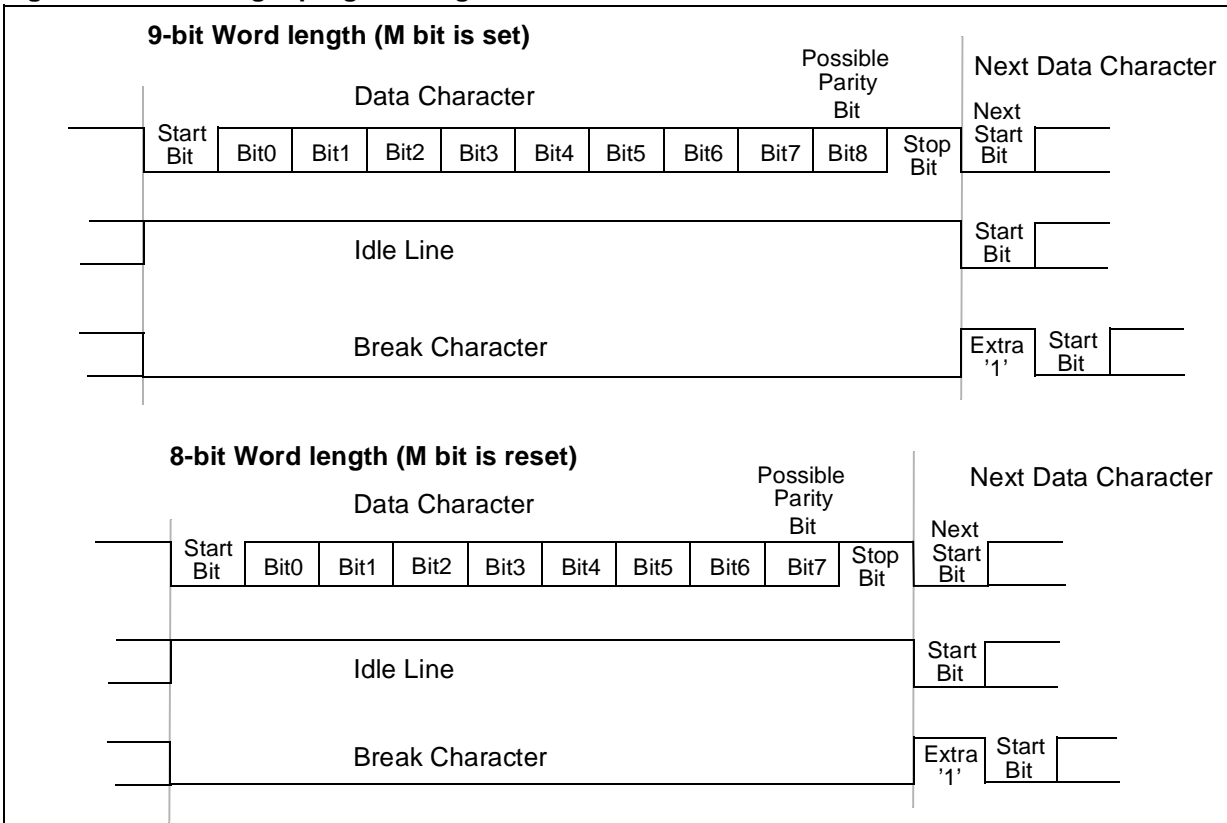 9-bit Word length (M bit is set)
Possible
Parity
Bit
Next Data Character
Data Character
Start
Bit
Bit0
Bit1
Bit2
Bit3
Bit4
Bit5
Bit6
Bit7
Bit8
Stop
Bit
Next
Start
Bit
Idle Line
Start
Bit
Break Character
Extra
’1’
Start
Bit
8-bit Word length (M bit is reset)
Possible
Parity
Bit
Next Data Character
Data Character
Start
Bit
Bit0
Bit1
Bit2
Bit3
Bit4
Bit5
Bit6
Bit7
Stop
Bit
Next
Start
Bit
Idle Line
Start
Bit
Break Character
Extra
’1’
Start
Bit